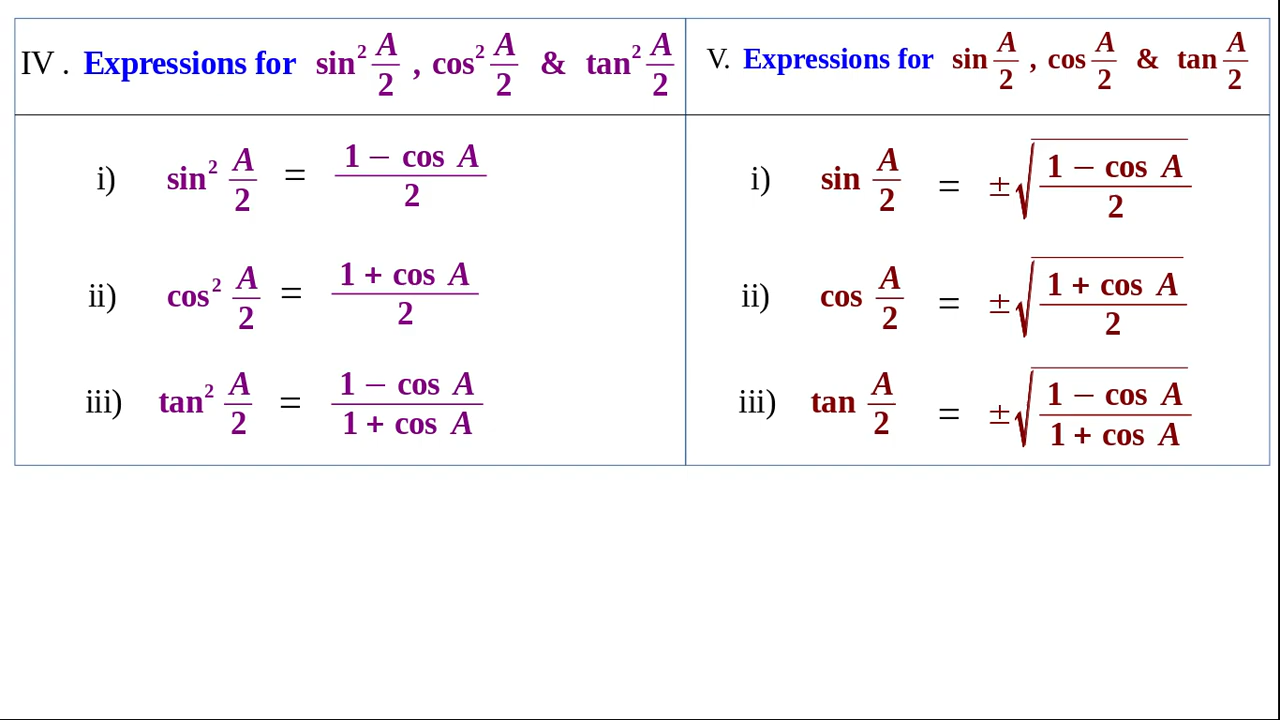 IV . Expressions for sin² A/2 , cos² A/2 & tan² A/2
i) sin² A/2 = (1 − cos A)/2
ii) cos² A/2 = (1 + cos A)/2
iii) tan² A/2 = (1 − cos A)/(1 + cos A)
V. Expressions for sin A/2 , cos A/2 & tan A/2
i) sin A/2 = ±√((1 − cos A)/2)
ii) cos A/2 = ±√((1 + cos A)/2)
iii) tan A/2 = ±√((1 − cos A)/(1 + cos A))